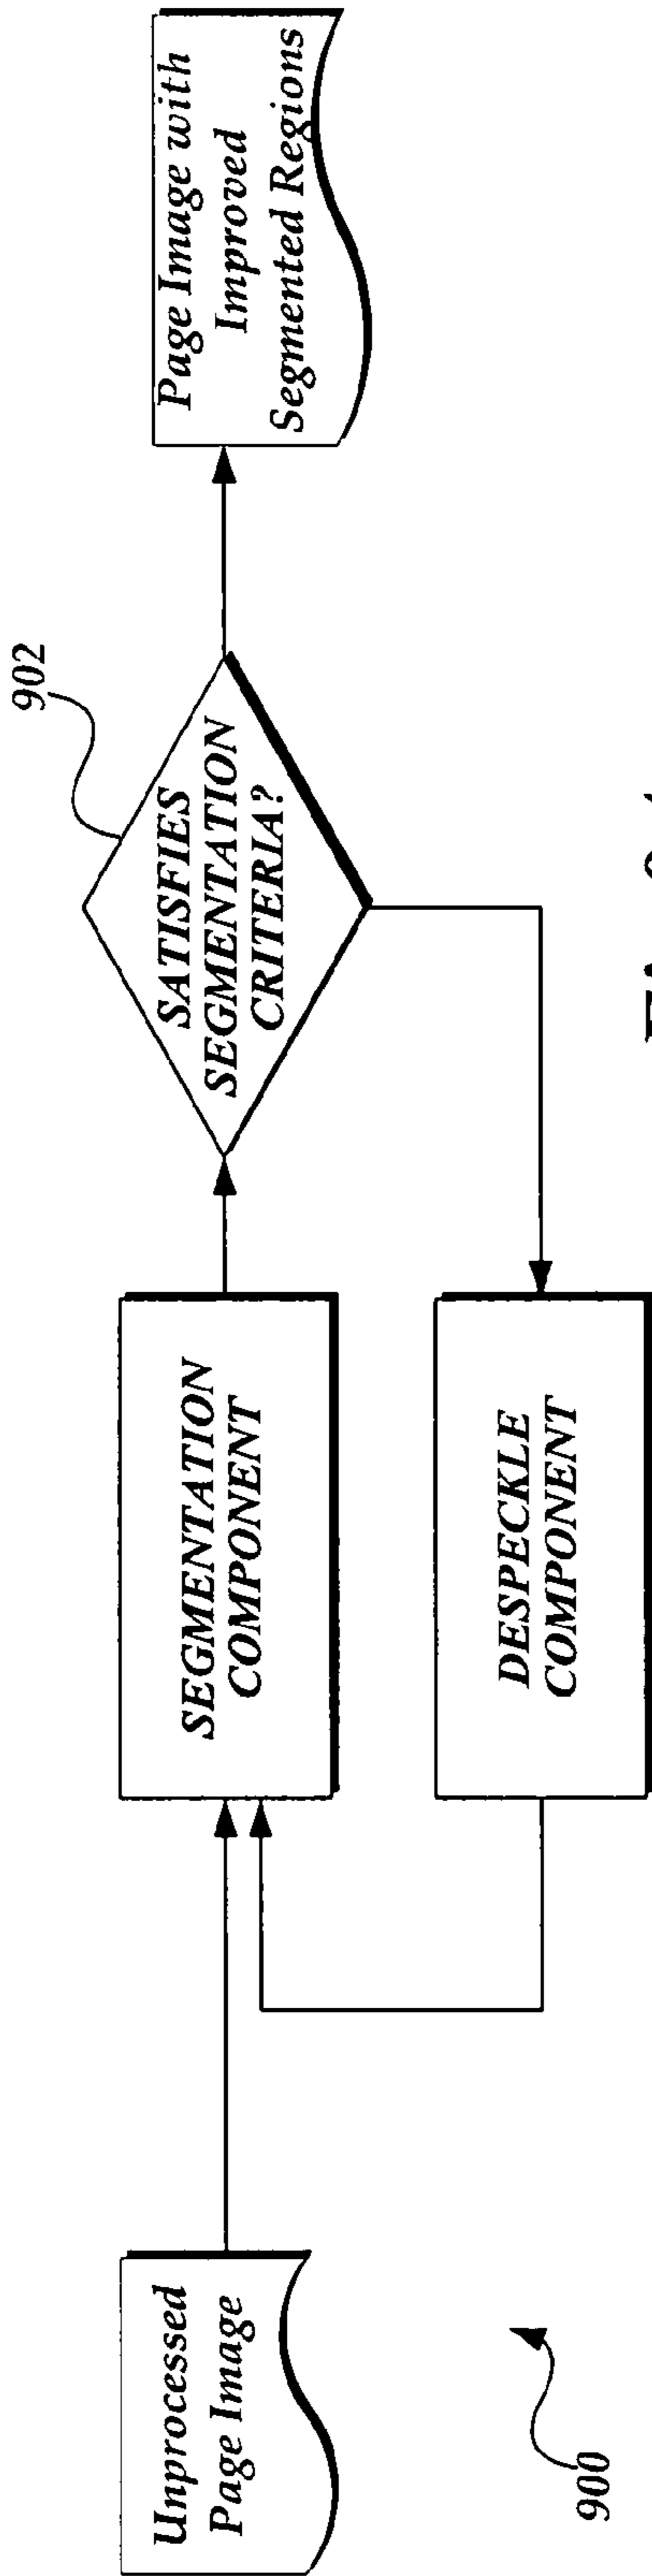 Unprocessed
Page Image
SEGMENTATION
COMPONENT
SATISFIES
SEGMENTATION
CRITERIA?
902
Page Image with
Improved
Segmented Regions
DESPECKLE
COMPONENT
900